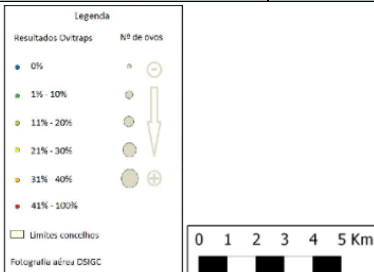 Legenda
Resultados Ovitraps Nº de ovos
0%
1% - 10%
11% - 20%
21% - 30%
31% - 40%
41% - 100%
Limites concelhos
Fotografia aérea DSIGC
0 1 2 3 4 5 Km